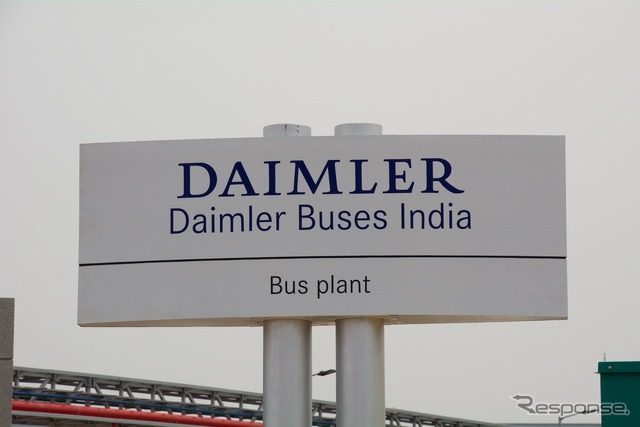 DAIMLER
Daimler Buses India
Bus plant
Response.